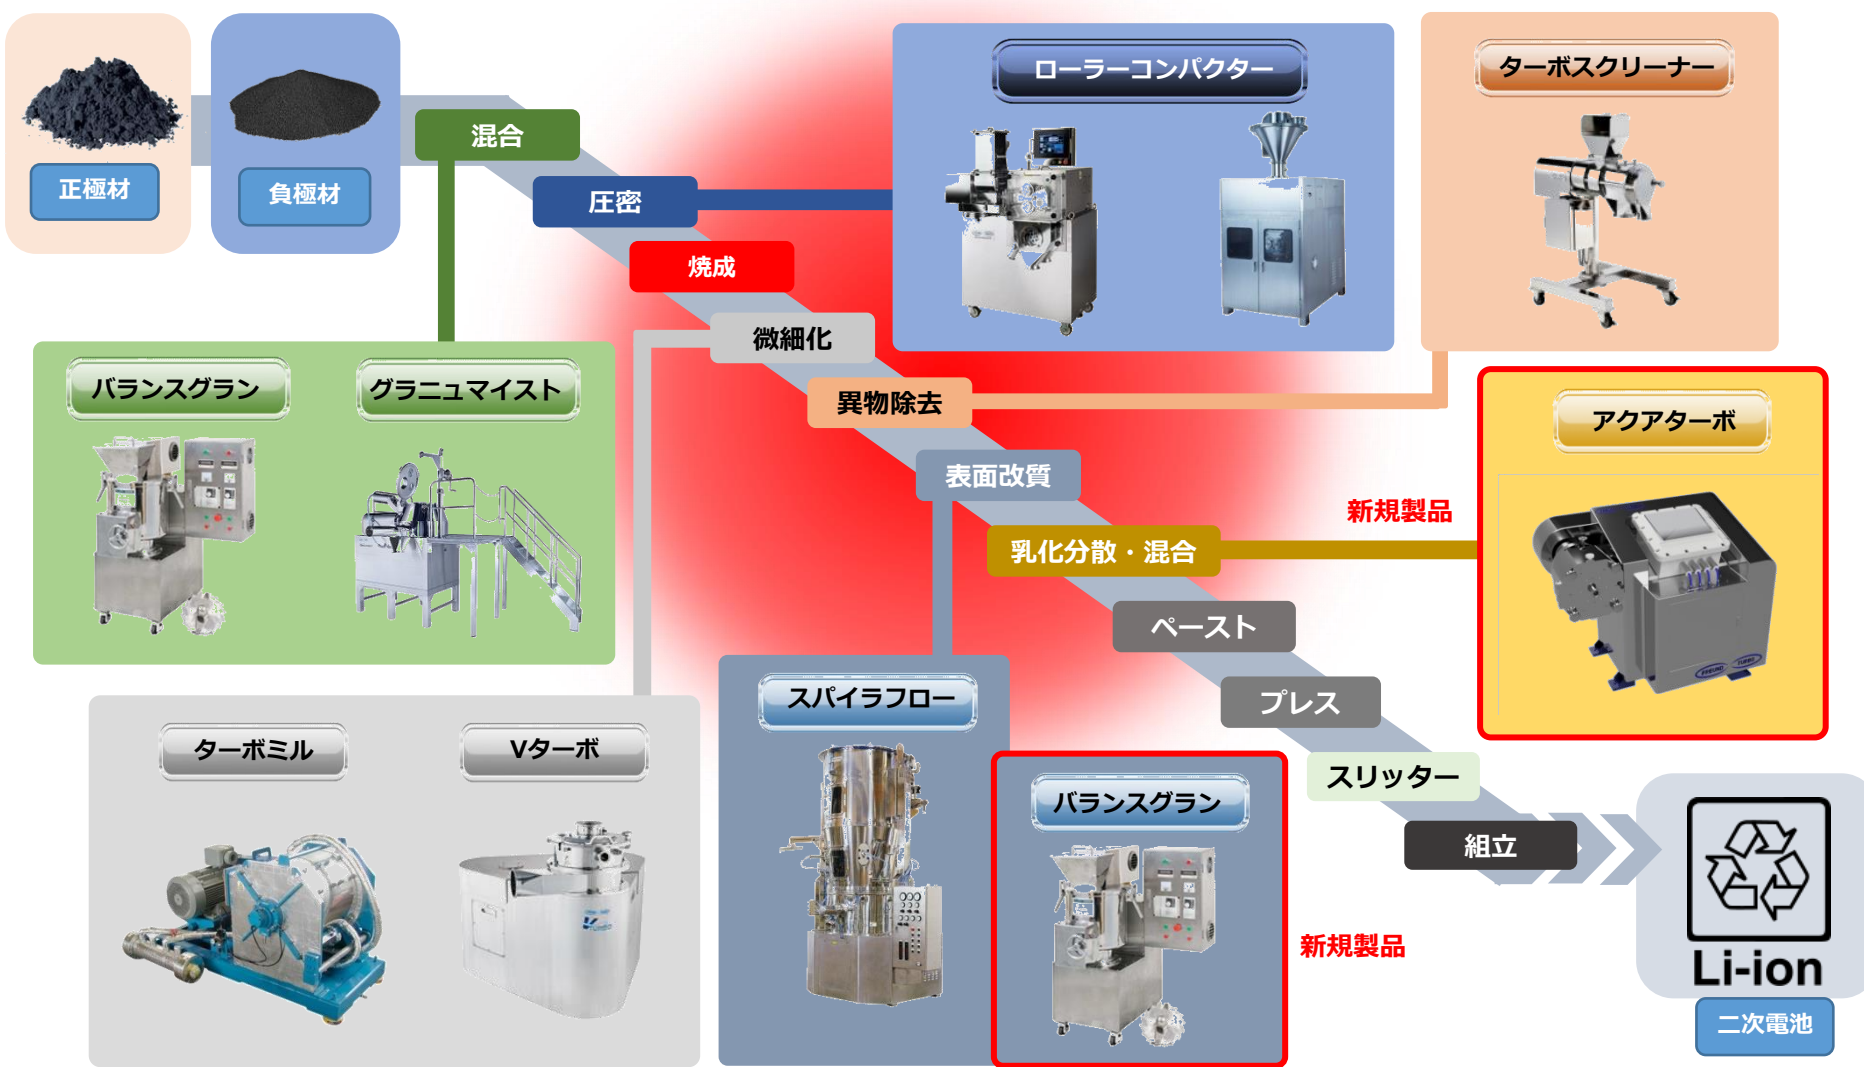 正極材
負極材
混合
圧密
焼成
微細化
異物除去
表面改質
乳化分散・混合
ペースト
プレス
スリッター
組立
ローラーコンパクター
ターボスクリーナー
バランスグラン
グラニュマイスト
アクアターボ
新規製品
FREUND
TURBO
ターボミル
Vターボ
スパイラフロー
バランスグラン
新規製品
Li-ion
二次電池